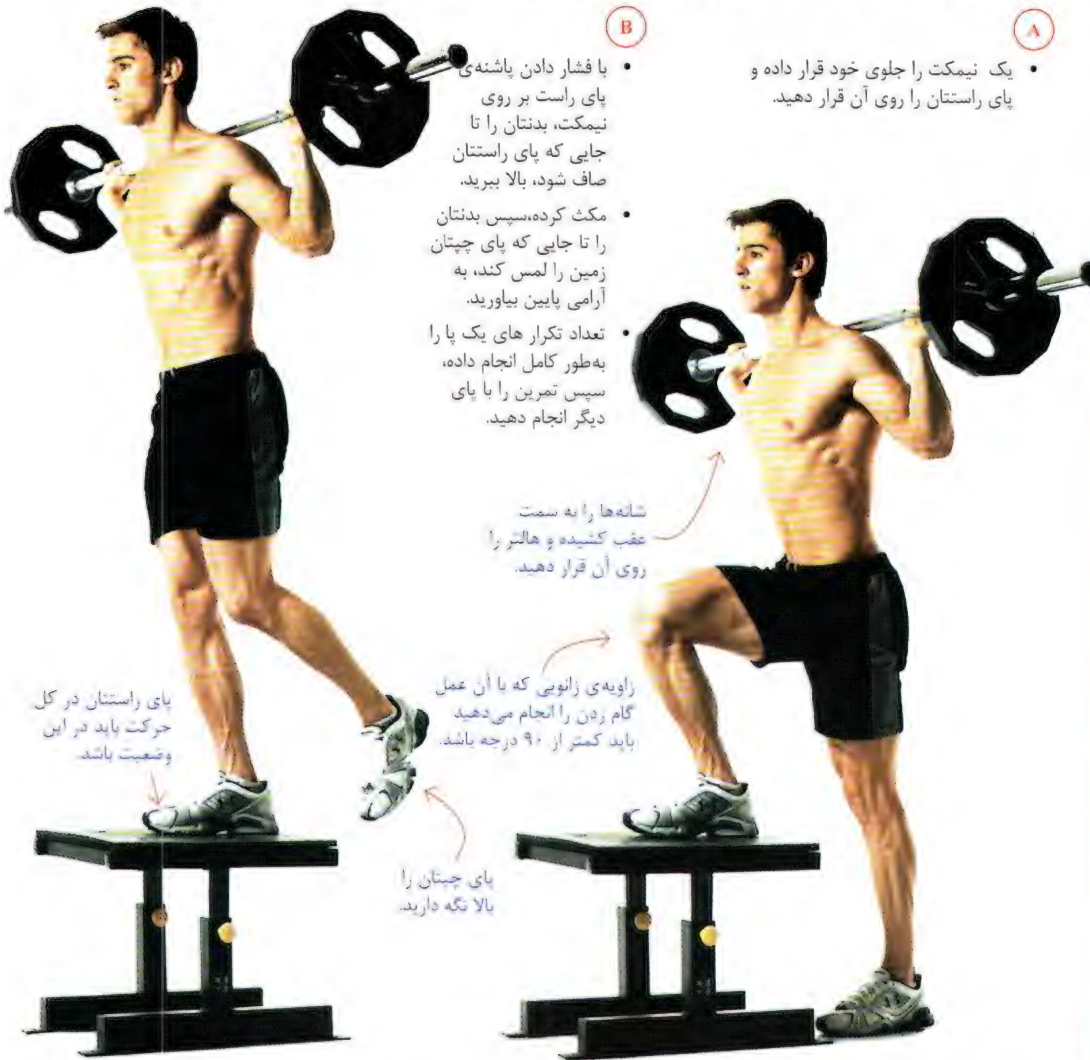 A
• یک نیمکت را جلوی خود قرار داده و
پای راستتان را روی آن قرار دهید.
B
• با فشار دادن پاشنه‌ی
پای راست بر روی
نیمکت، بدنتان را تا
جایی که پای راستتان
صاف شود، بالا ببرید.
• مکث کرده،سپس بدنتان
را تا جایی که پای چپتان
زمین را لمس کند، به
آرامی پایین بیاورید.
• تعداد تکرار های یک پا را
به‌طور کامل انجام داده،
سپس تمرین را با پای
دیگر انجام دهید.
شانه‌ها را به سمت
عقب کشیده و هالتر را
روی آن قرار دهید.
زاویه‌ی زانویی که با آن عمل
گام زدن را انجام می‌دهید
باید کمتر از ۹۰ درجه باشد.
پای راستتان در کل
حرکت باید در این
وضعیت باشد.
پای چپتان را
بالا نگه دارید.